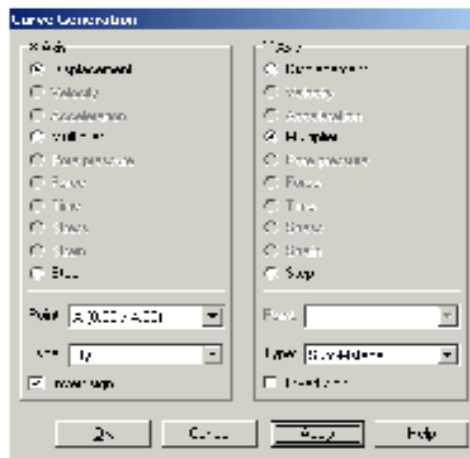 Curve Generation
X Axis
Displacement
Velocity
Acceleration
Multiplier
Pore pressure
Force
Time
Stress
Strain
Step
Point:
Type:
Invert sign
Y Axis
Displacement
Velocity
Acceleration
Multiplier
Pore pressure
Force
Time
Stress
Strain
Step
Point:
Type:
Invert sign
Apply
Help